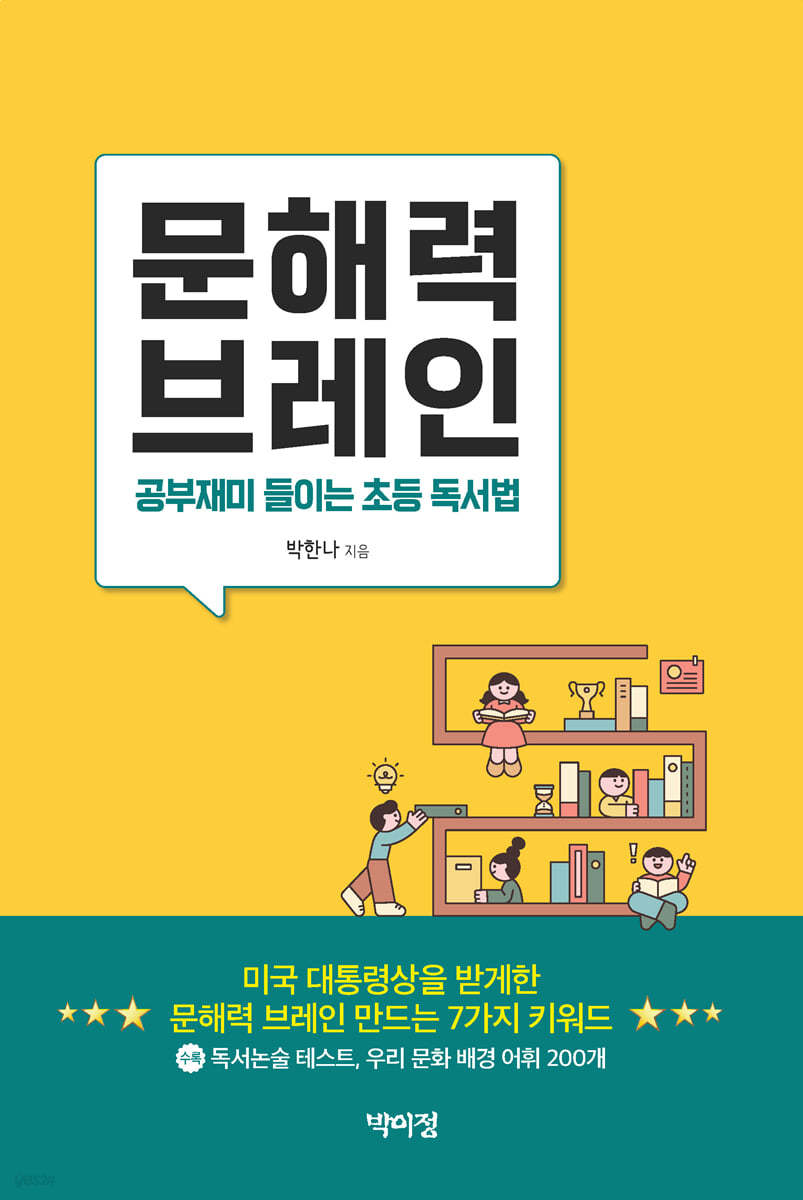 문해력
브레인
공부재미 들이는 초등 독서법
박한나 지음
미국 대통령상을 받게한
문해력 브레인 만드는 7가지 키워드
수록 독서논술 테스트, 우리 문화 배경 어휘 200개
박이정
yes24